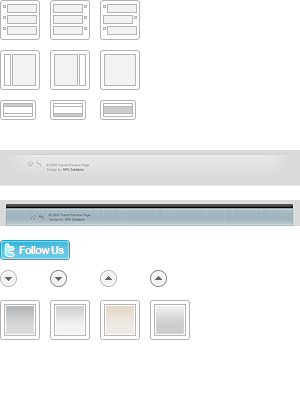 © 2009 Theme Preview Page
Design by: SRS Solutions
© 2009 Theme Preview Page
Design by: SRS Solutions
Follow Us